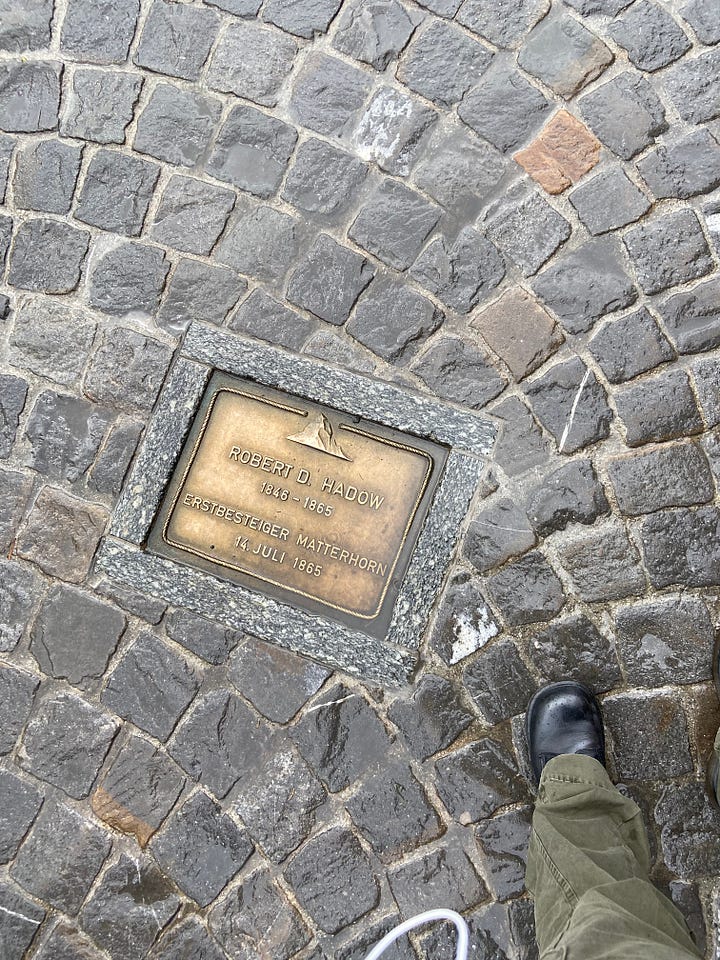 ROBERT D. HADOW
1846 - 1865
ERSTBESTEIGER MATTERHORN
14. JULI 1865